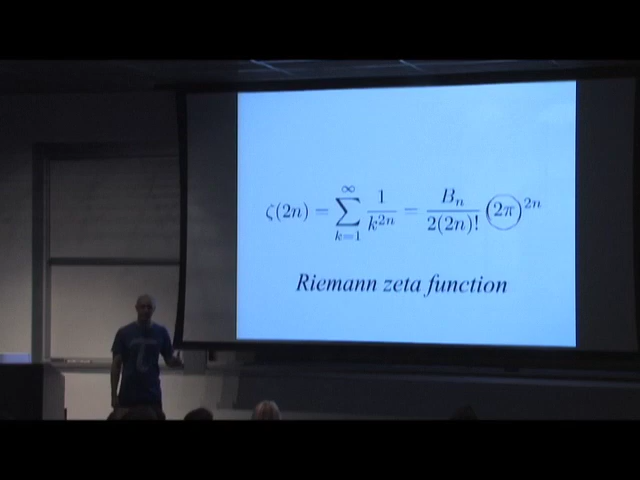 ζ(2n) = ∑_{k=1}^{∞} 1/k^{2n} = B_n/2(2n)! (2π)^{2n}
Riemann zeta function
τ